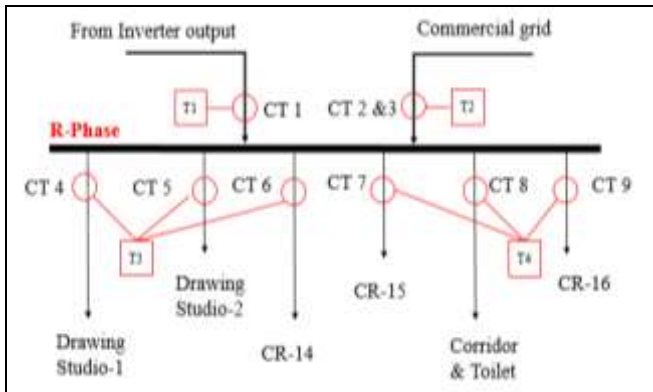 From Inverter output
Commercial grid
T1
CT 1
CT 2 &3
T2
R-Phase
CT 4
CT 5
CT 6
CT 7
CT 8
CT 9
T3
T4
Drawing
Studio-2
CR-15
CR-16
Drawing
Studio-1
CR-14
Corridor
& Toilet